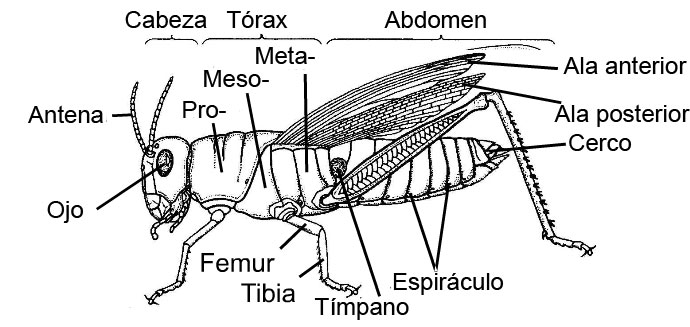 Cabeza Tórax Abdomen
Meta-
Meso-
Pro-
Antena
Ojo
Ala anterior
Ala posterior
Cerco
Femur
Tibia
Tímpano
Espiráculo